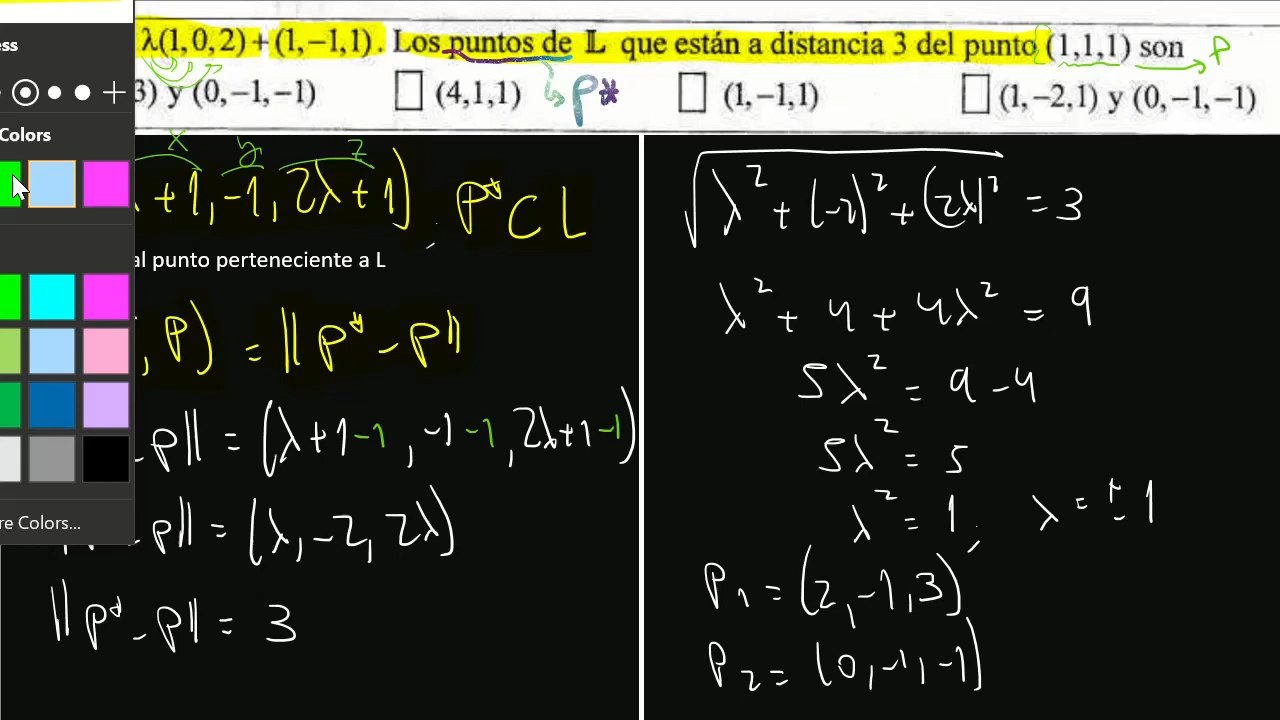 ess
λ(1,0,2)+(1,-1,1). Los puntos de 𝕃 que están a distancia 3 del punto (1,1,1) son P
3) y (0,-1,-1) □ (4,1,1) P* □ (1,-1,1) □ (1,-2,1) y (0,-1,-1)
Colors
x y z
+1, -1, 2λ+1) ; P* ⊂ L
al punto perteneciente a L
, P) = ||P* - P||
- P|| = (λ+1-1, -1-1, 2λ+1-1)
- P|| = (λ, -2, 2λ)
re Colors...
||P* - P|| = 3
√(λ² + (-2)² + (2λ)²) = 3
λ² + 4 + 4λ² = 9
5λ² = 9 - 4
5λ² = 5
λ² = 1; λ = ±1
P1 = (2, -1, 3)
P2 = (0, -1, -1)